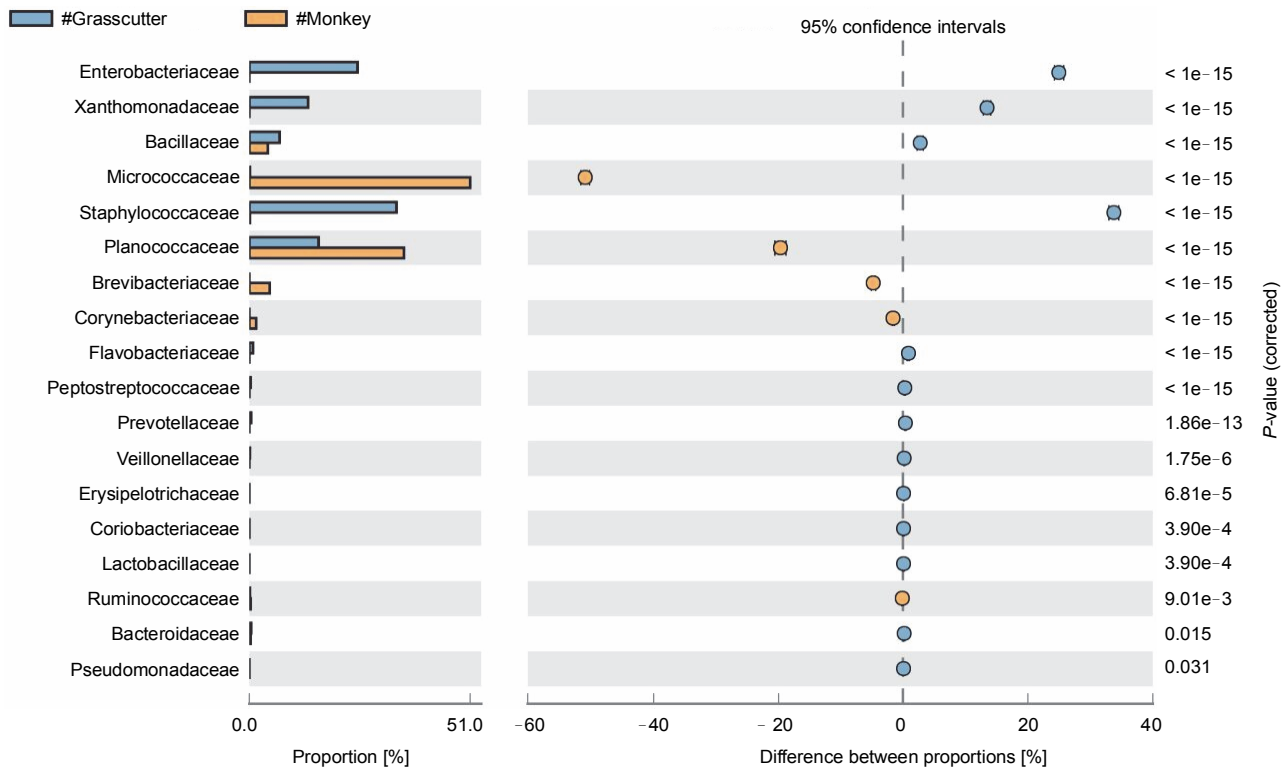 #Grasscutter #Monkey
95% confidence intervals
Enterobacteriaceae < 1e−15
Xanthomonadaceae < 1e−15
Bacillaceae < 1e−15
Micrococcaceae < 1e−15
Staphylococcaceae < 1e−15
Planococcaceae < 1e−15
Brevibacteriaceae < 1e−15
Corynebacteriaceae < 1e−15
Flavobacteriaceae < 1e−15
Peptostreptococcaceae < 1e−15
Prevotellaceae 1.86e−13
Veillonellaceae 1.75e−6
Erysipelotrichaceae 6.81e−5
Coriobacteriaceae 3.90e−4
Lactobacillaceae 3.90e−4
Ruminococcaceae 9.01e−3
Bacteroidaceae 0.015
Pseudomonadaceae 0.031
P-value (corrected)
0.0 51.0 −60 −40 − 20 0 20 40
Proportion [%] Difference between proportions [%]